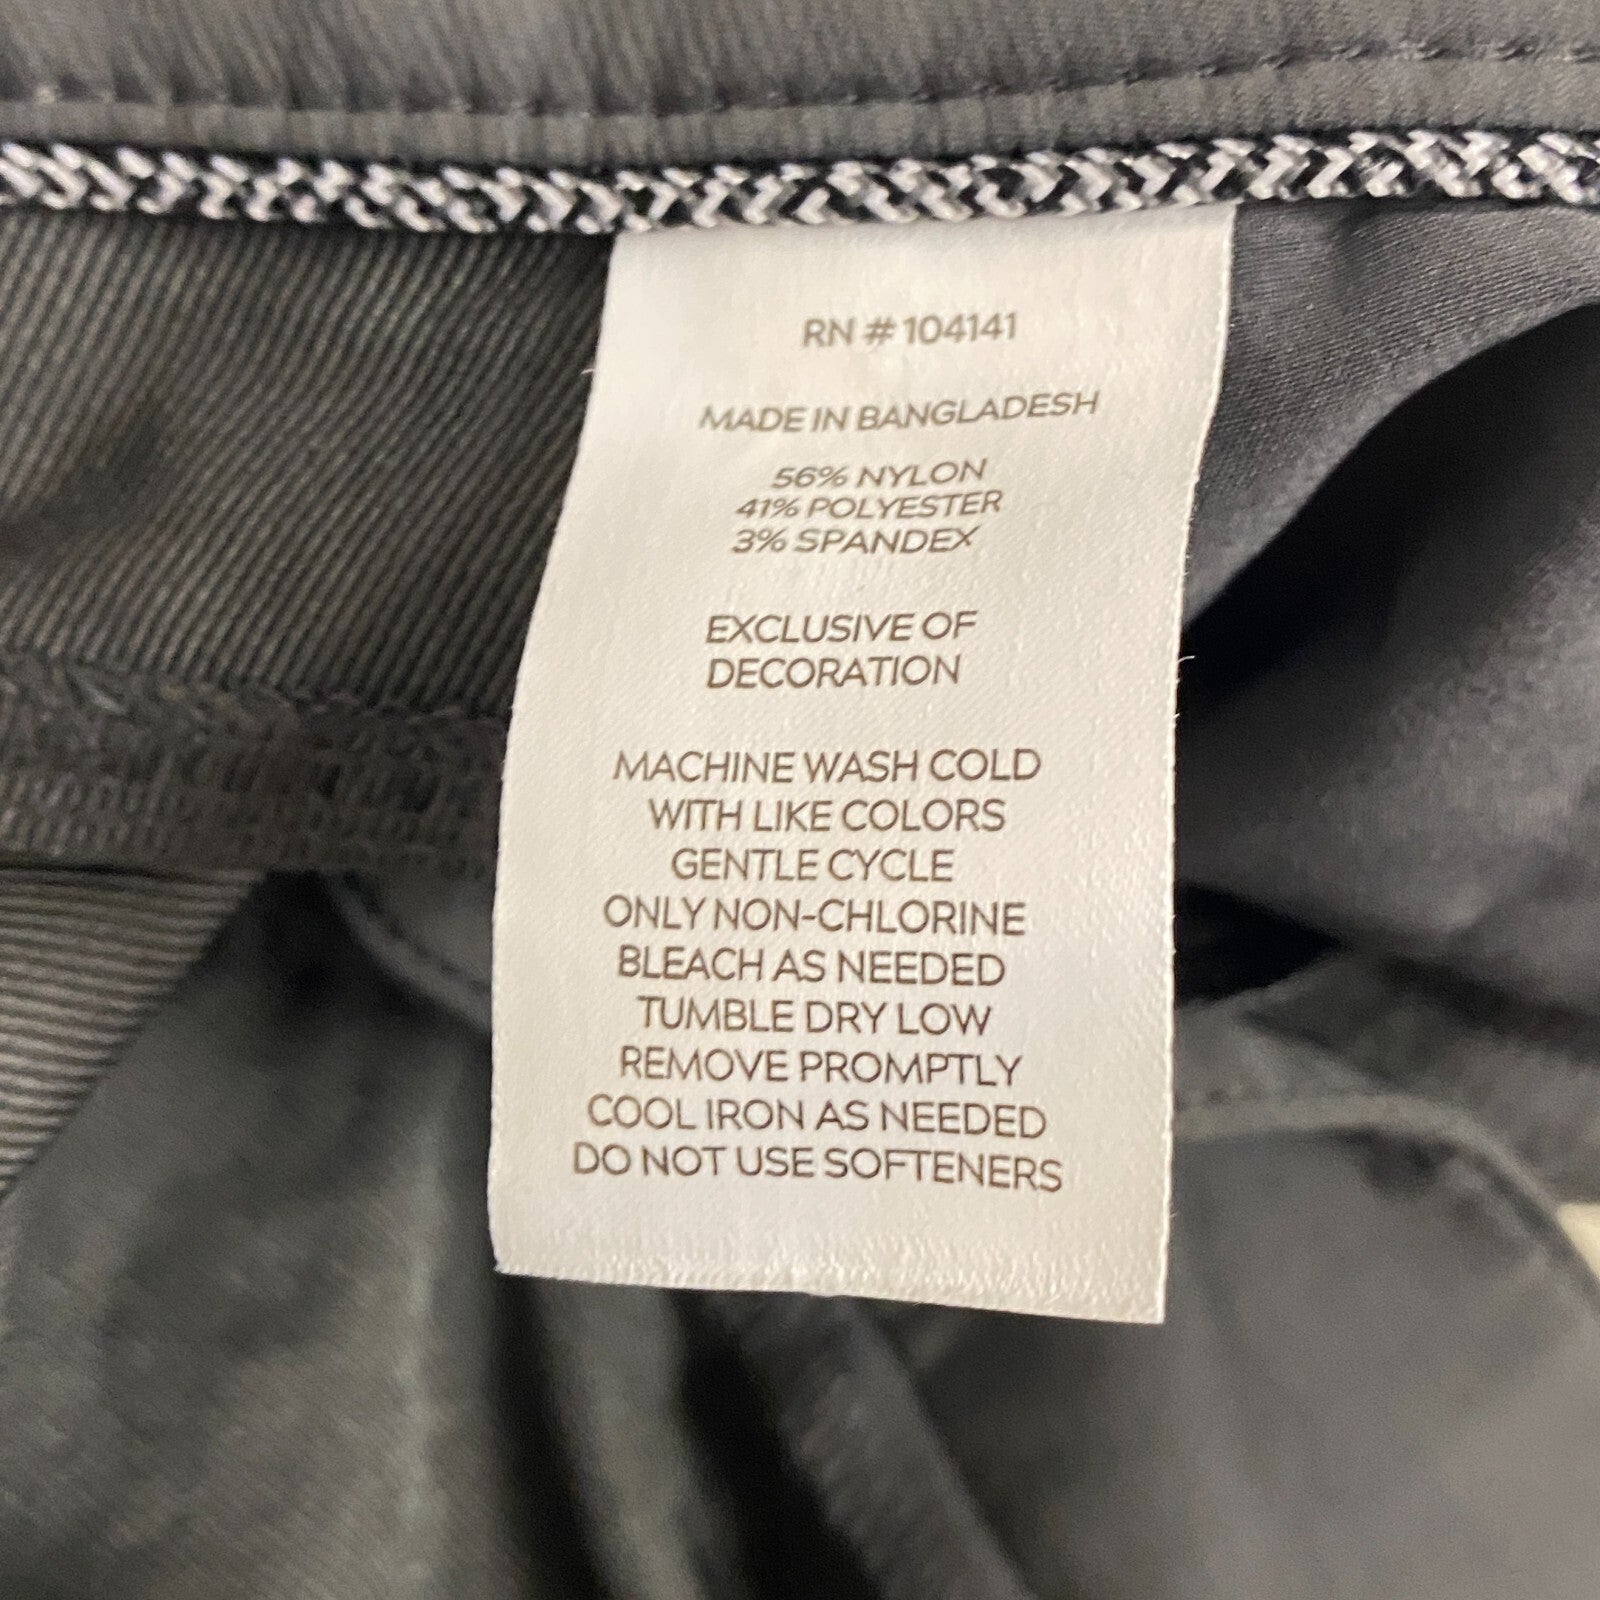 RN # 104141
MADE IN BANGLADESH
56% NYLON
41% POLYESTER
3% SPANDEX
EXCLUSIVE OF
DECORATION
MACHINE WASH COLD
WITH LIKE COLORS
GENTLE CYCLE
ONLY NON-CHLORINE
BLEACH AS NEEDED
TUMBLE DRY LOW
REMOVE PROMPTLY
COOL IRON AS NEEDED
DO NOT USE SOFTENERS